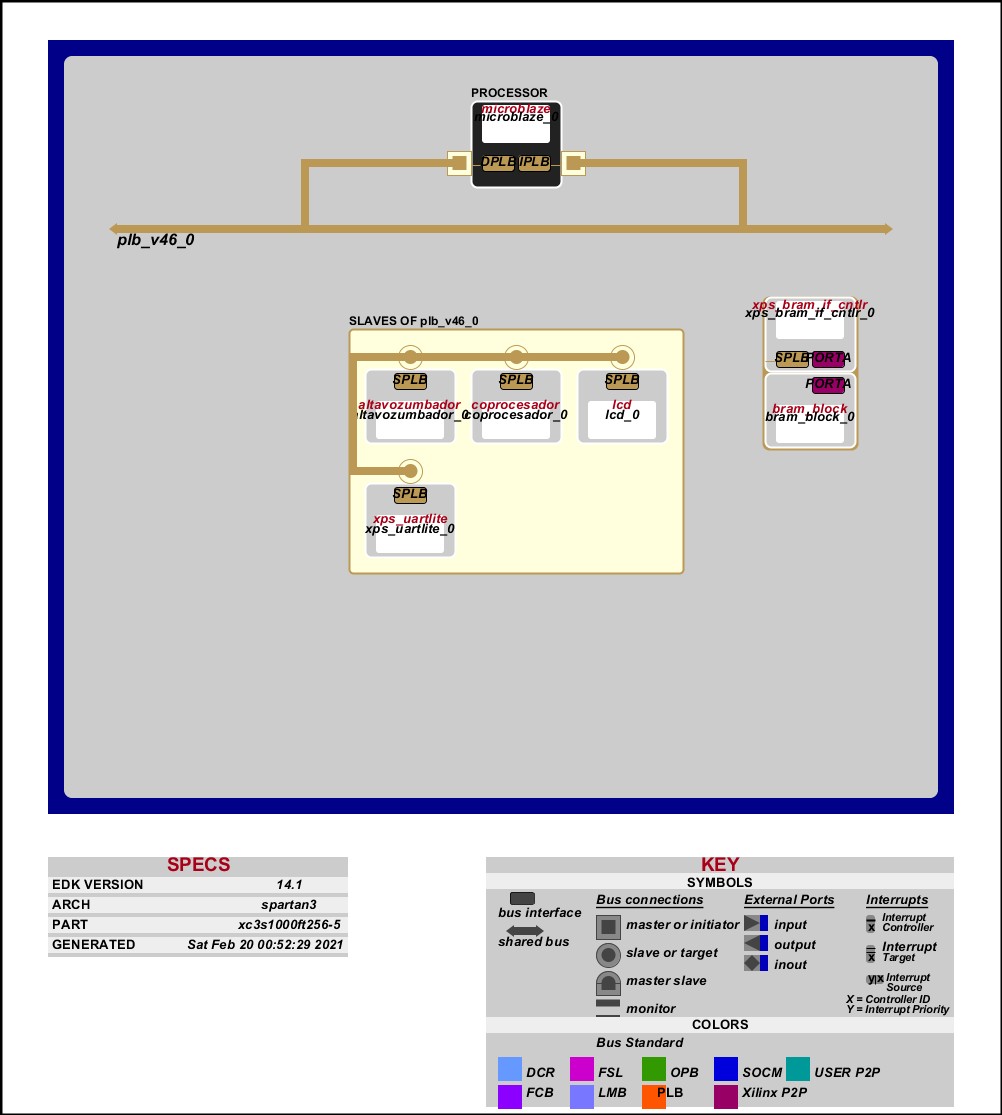 PROCESSOR
microblaze
microblaze_0
DPLB IPLB
plb_v46_0
SLAVES OF plb_v46_0
SPLB SPLB SPLB
altavozumbador coprocesador lcd
altavozumbador_0 coprocesador_0 lcd_0
SPLB
xps_uartlite
xps_uartlite_0
xps_bram_if_cntlr
xps_bram_if_cntlr_0
SPLB PORTA
PORTA
bram_block
bram_block_0
SPECS
EDK VERSION 14.1
ARCH spartan3
PART xc3s1000ft256-5
GENERATED Sat Feb 20 00:52:29 2021
KEY
SYMBOLS
bus interface
shared bus
Bus connections
master or initiator
slave or target
master slave
monitor
External Ports
input
output
inout
Interrupts
x Interrupt
Controller
x Interrupt
Target
y x Interrupt
Source
X = Controller ID
Y = Interrupt Priority
COLORS
Bus Standard
DCR FSL OPB SOCM USER P2P
FCB LMB PLB Xilinx P2P